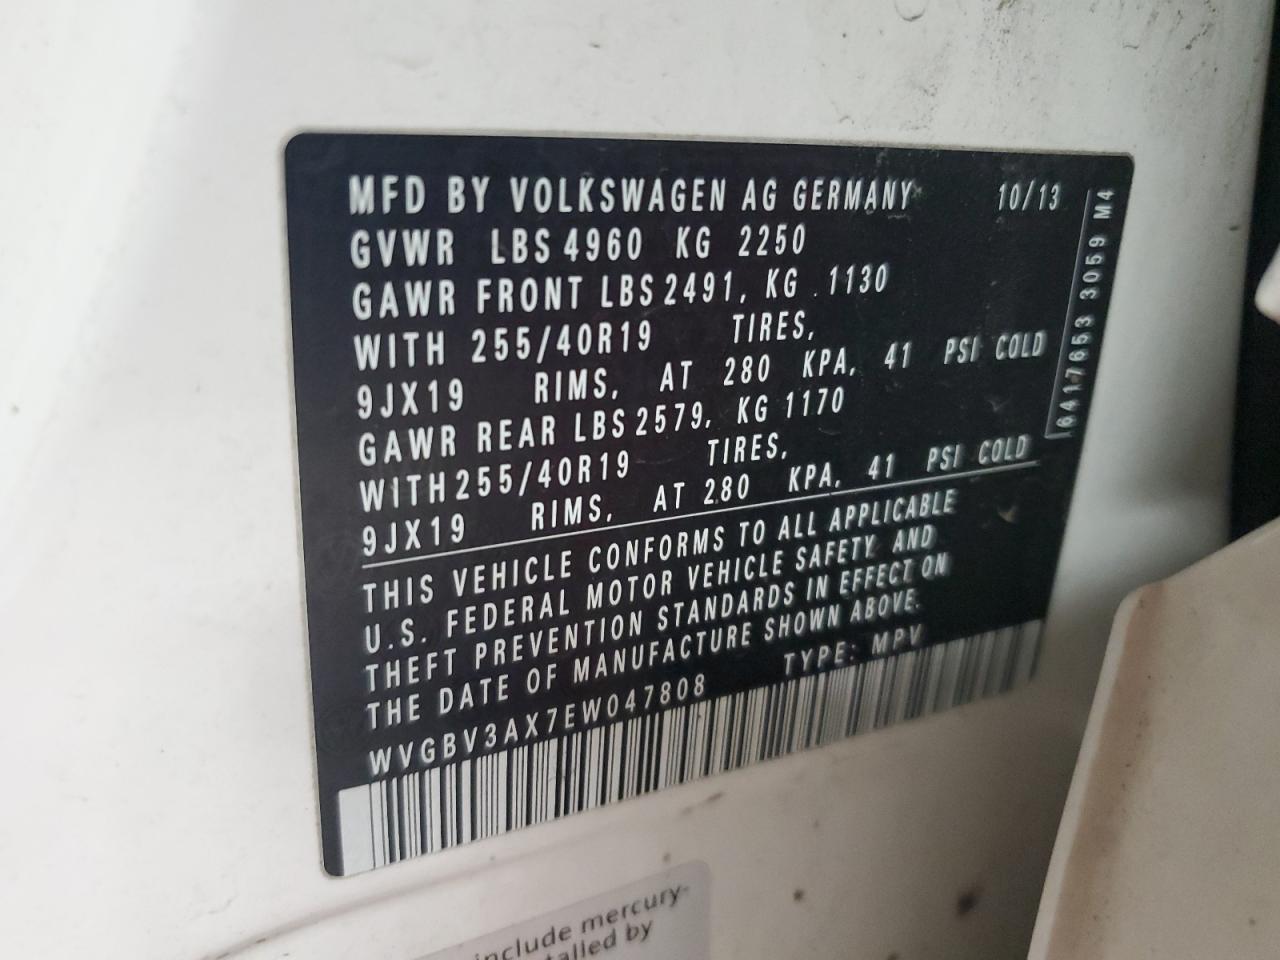 MFD BY VOLKSWAGEN AG GERMANY 10/13
GVWR LBS 4960 KG 2250
GAWR FRONT LBS 2491, KG 1130
WITH 255/40R19 TIRES,
9JX19 RIMS, AT 280 KPA, 41 PSI COLD
GAWR REAR LBS 2579, KG 1170
WITH 255/40R19 TIRES,
9JX19 RIMS, AT 280 KPA, 41 PSI COLD
THIS VEHICLE CONFORMS TO ALL APPLICABLE
U.S. FEDERAL MOTOR VEHICLE SAFETY AND
THEFT PREVENTION STANDARDS IN EFFECT ON
THE DATE OF MANUFACTURE SHOWN ABOVE.
WVGBV3AX7EW047808 TYPE: MPV
6417653 3059 M4
include mercury-
by